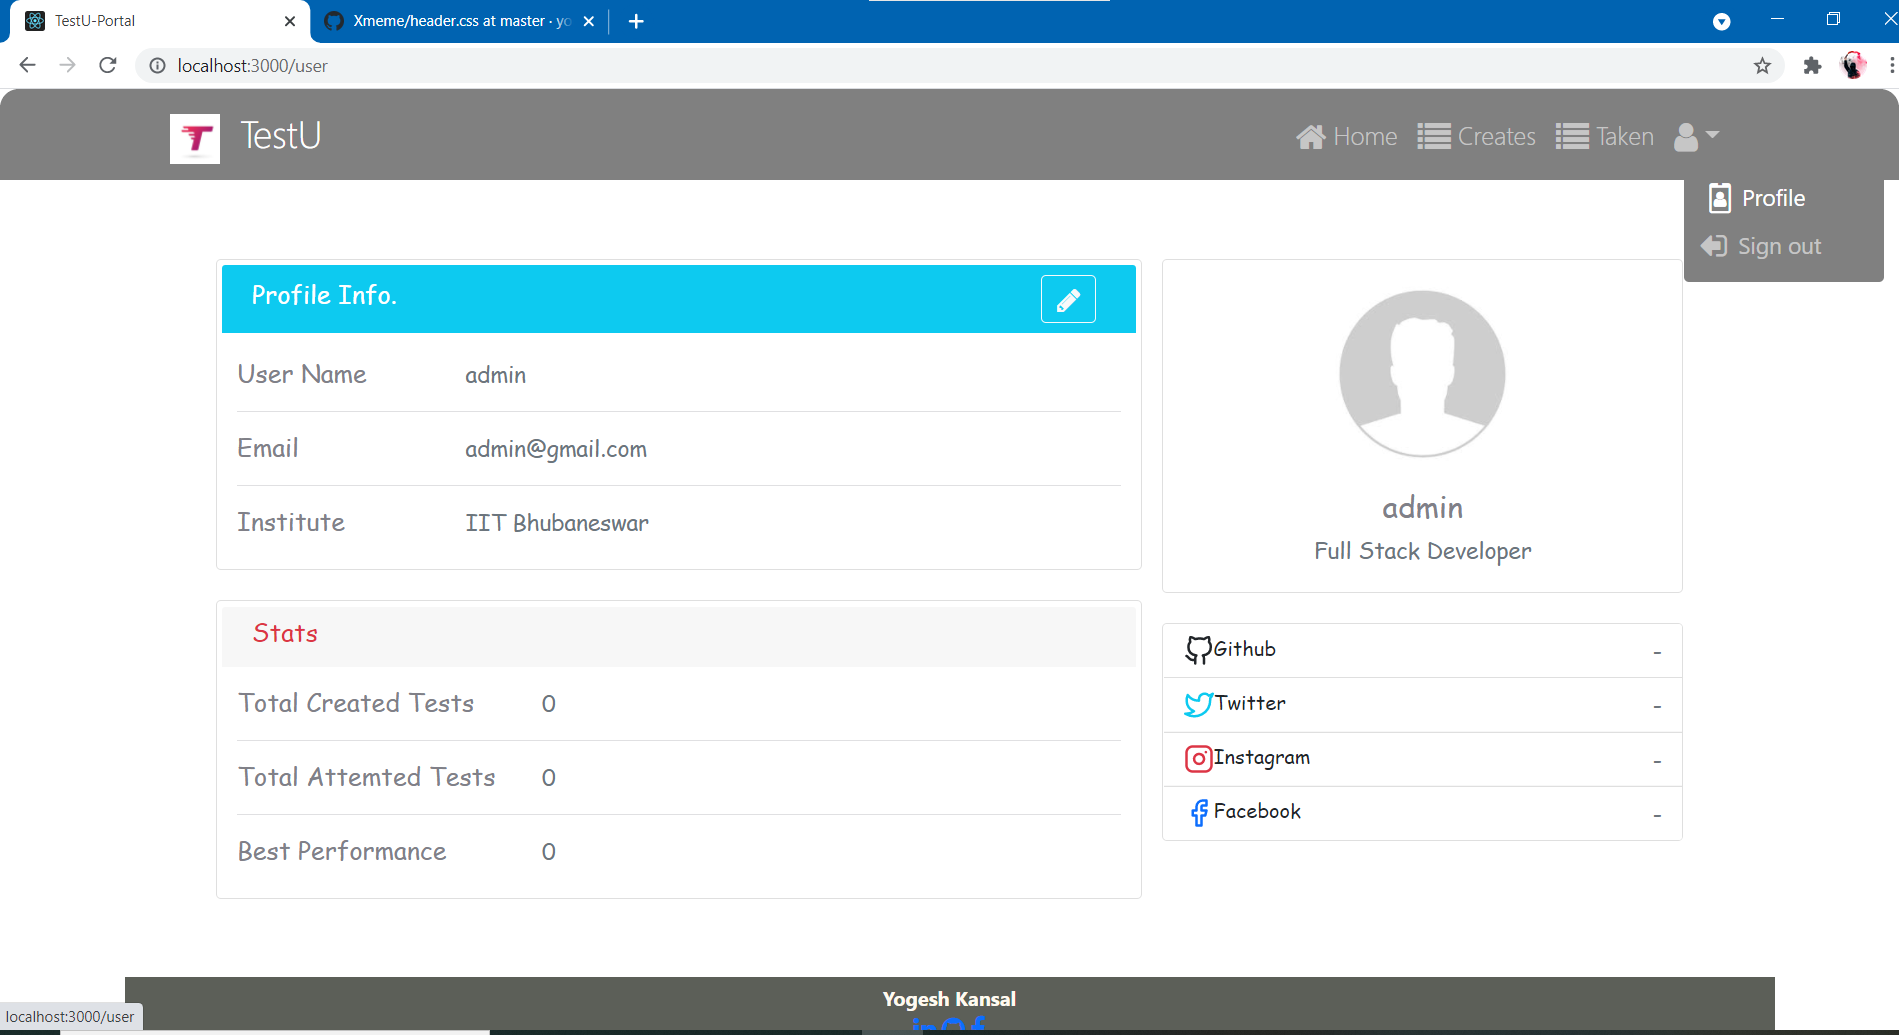 TestU-Portal
Xmeme/header.css at master · yo
localhost:3000/user
T TestU
Home Creates Taken
Profile
Sign out
Profile Info.
User Name admin
Email admin@gmail.com
Institute IIT Bhubaneswar
admin
Full Stack Developer
Stats
Total Created Tests 0
Total Attemted Tests 0
Best Performance 0
Github -
Twitter -
Instagram -
Facebook -
Yogesh Kansal
localhost:3000/user